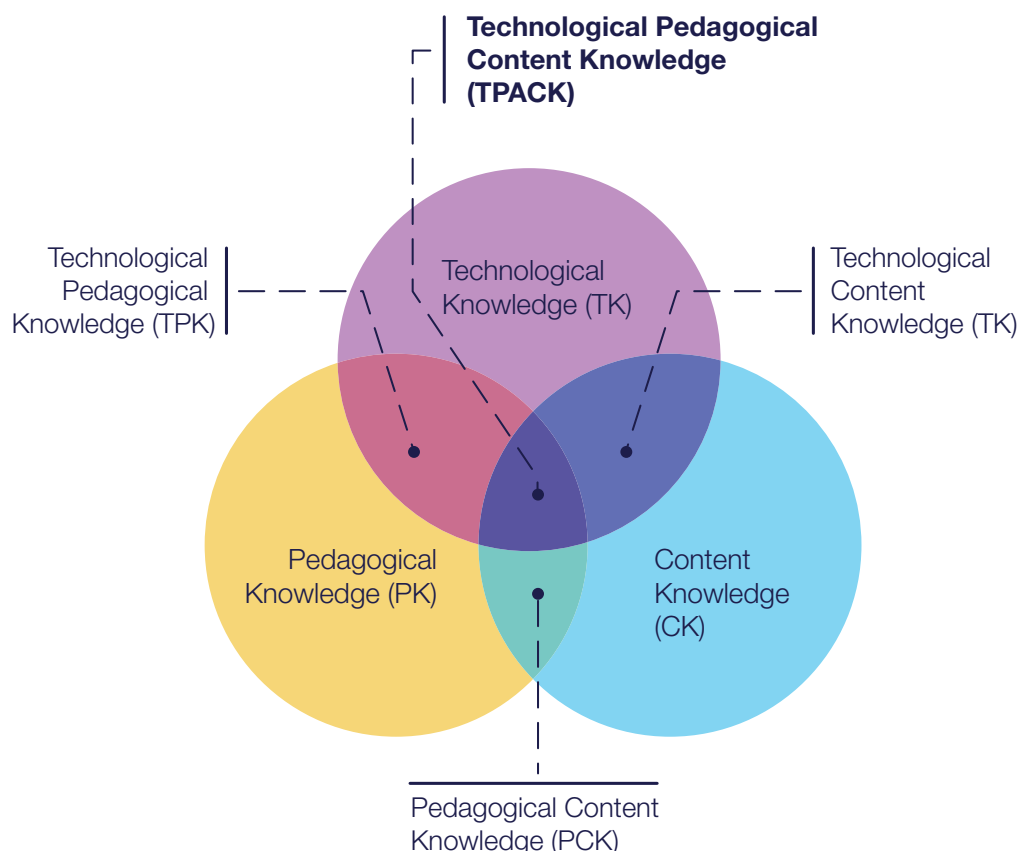 Technological Pedagogical
Content Knowledge
(TPACK)
Technological
Pedagogical
Knowledge (TPK)
Technological
Knowledge (TK)
Technological
Content
Knowledge (TK)
Pedagogical
Knowledge (PK)
Content
Knowledge
(CK)
Pedagogical Content
Knowledge (PCK)